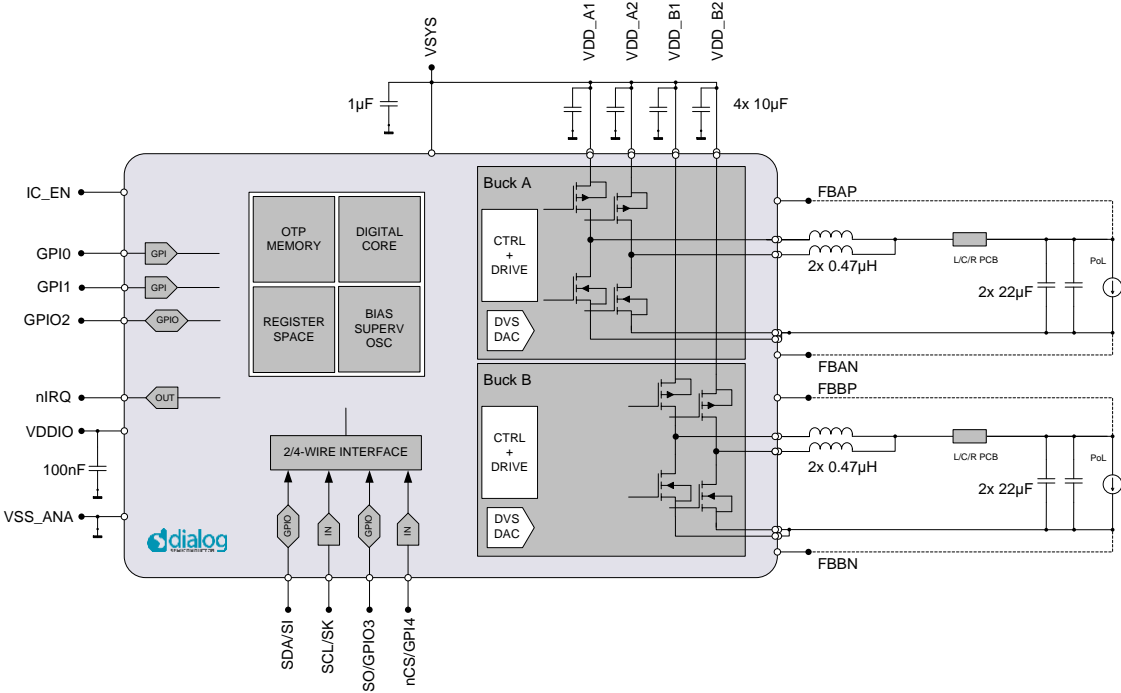 VSYS
VDD_A1
VDD_A2
VDD_B1
VDD_B2
1µF
4x 10µF
IC_EN
GPI0
GPI
GPI1
GPI
GPIO2
GPIO
nIRQ
OUT
VDDIO
100nF
VSS_ANA
OTP
MEMORY
DIGITAL
CORE
REGISTER
SPACE
BIAS
SUPERV
OSC
2/4-WIRE INTERFACE
GPIO
IN
GPIO
IN
dialog
SEMICONDUCTOR
SDA/SI
SCL/SK
SO/GPIO3
nCS/GPI4
Buck A
CTRL
+
DRIVE
DVS
DAC
Buck B
CTRL
+
DRIVE
DVS
DAC
FBAP
2x 0.47µH
L/C/R PCB
2x 22µF
PoL
FBAN
FBBP
2x 0.47µH
L/C/R PCB
2x 22µF
PoL
FBBN